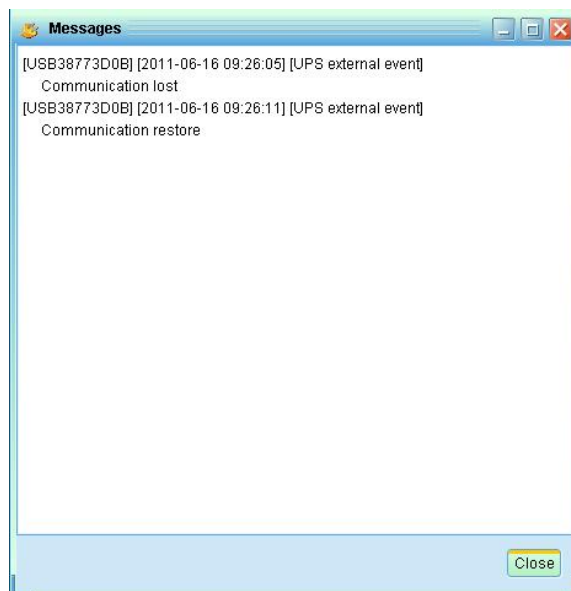 Messages
[USB38773D0B] [2011-06-16 09:26:05] [UPS external event]
Communication lost
[USB38773D0B] [2011-06-16 09:26:11] [UPS external event]
Communication restore
Close